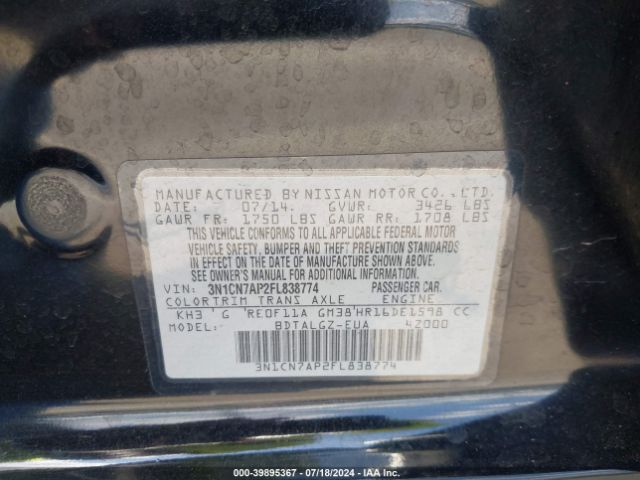 MANUFACTURED BY NISSAN MOTOR CO., LTD.
DATE: 07/14. GVWR: 3426 LBS
GAWR FR: 1750 LBS GAWR RR: 1708 LBS
THIS VEHICLE CONFORMS TO ALL APPLICABLE FEDERAL MOTOR
VEHICLE SAFETY, BUMPER AND THEFT PREVENTION STANDARDS
IN EFFECT ON THE DATE OF MANUFACTURE SHOWN ABOVE.
SEE OWNER'S MANUAL FOR ADDITIONAL INFORMATION.
VIN: 3N1CN7AP2FL838774 PASSENGER CAR.
COLOR TRIM TRANS AXLE ENGINE
KH3 G RE0F11A GM38 HR16DE1598 CC
MODEL: BDTALGZ-EUA 42000
3N1CN7AP2FL838774
000-39895367 - 07/18/2024 - IAA Inc.